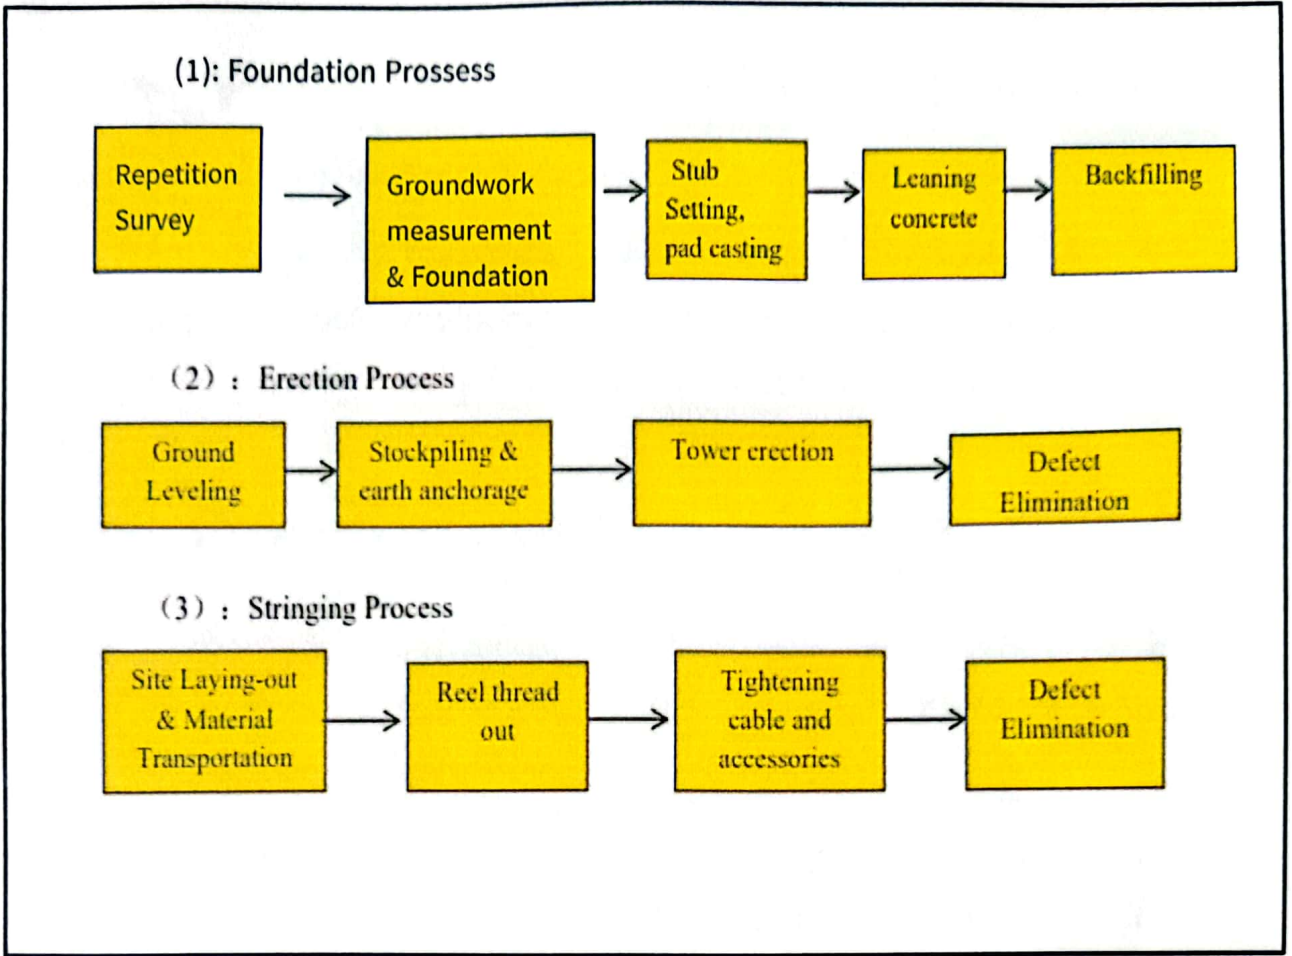 (1): Foundation Prossess
Repetition
Survey
Groundwork
measurement
& Foundation
Stub
Setting,
pad casting
Leaning
concrete
Backfilling
（2）： Erection Process
Ground
Leveling
Stockpiling &
earth anchorage
Tower erection
Defect
Elimination
（3）： Stringing Process
Site Laying-out
& Material
Transportation
Reel thread
out
Tightening
cable and
accessories
Defect
Elimination